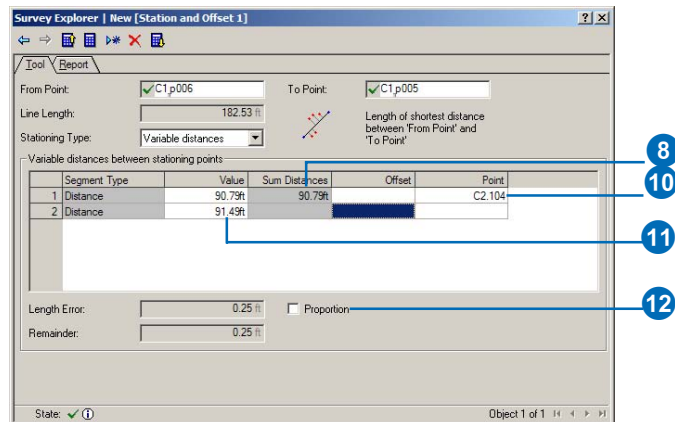 Survey Explorer | New [Station and Offset 1]
Tool Report
From Point: C1,p006 To Point: C1,p005
Line Length: 182.53 ft Length of shortest distance
between 'From Point' and
'To Point'
Stationing Type: Variable distances
Variable distances between stationing points
Segment Type Value Sum Distances Offset Point
1 Distance 90.79ft 90.79ft C2.104
2 Distance 91.49ft
Length Error: 0.25 ft Proportion
Remainder: 0.25 ft
State: Object 1 of 1
8
10
11
12